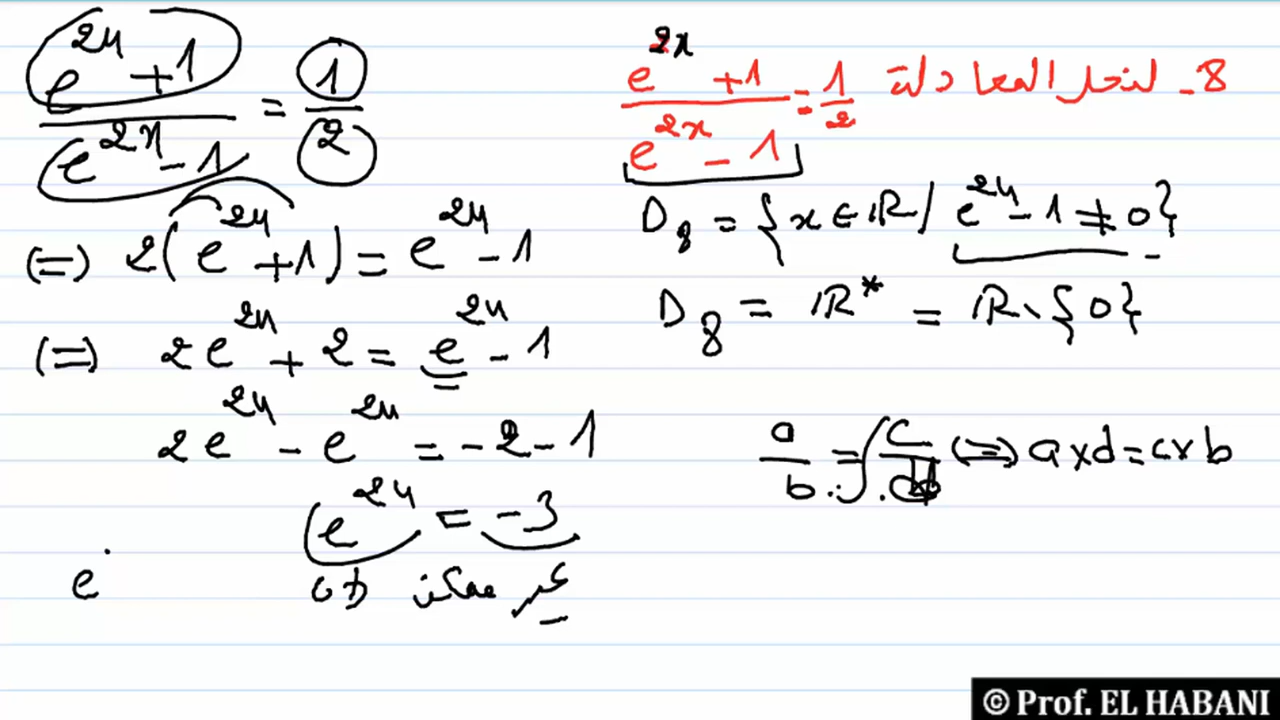 8- لنحل المعادلة (e^{2x} + 1)/(e^{2x} - 1) = 1/2
D_8 = {x ∈ ℝ / e^{2x} - 1 ≠ 0}
D_8 = ℝ* = ℝ \ {0}
a/b = c/d ⟺ a × d = c × b
(e^{2x} + 1)/(e^{2x} - 1) = 1/2
(=) 2(e^{2x} + 1) = e^{2x} - 1
(=) 2e^{2x} + 2 = e^{2x} - 1
2e^{2x} - e^{2x} = -2 - 1
e^{2x} = -3
غير ممكن
e
© Prof. EL HABANI